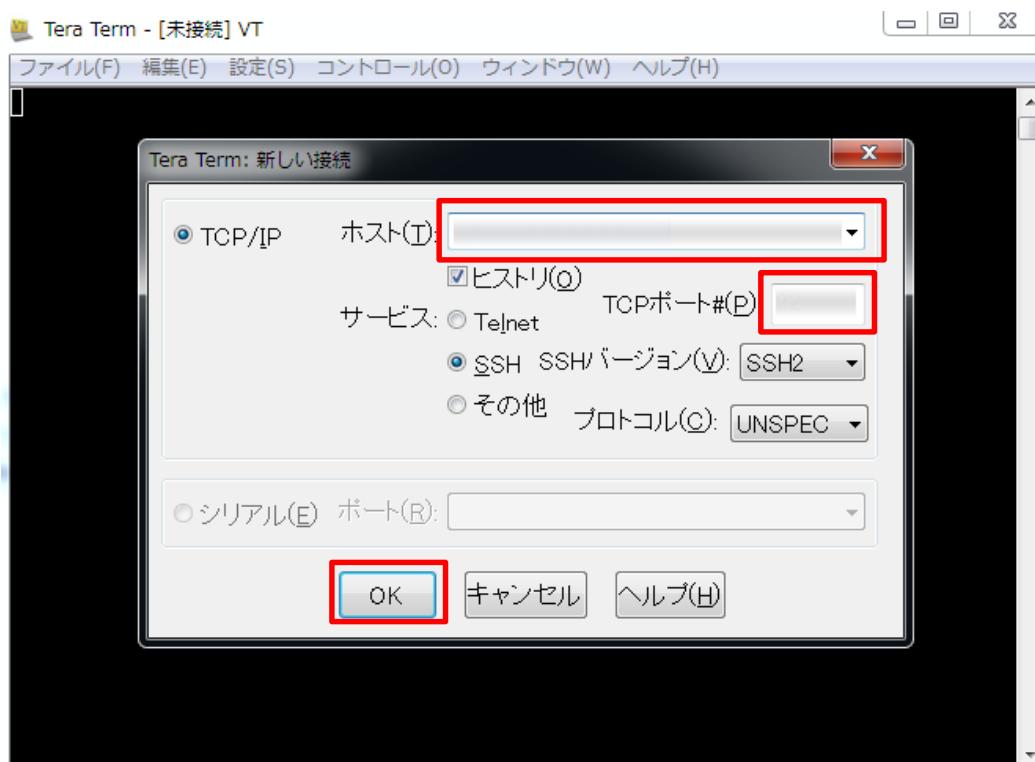 Tera Term - [未接続] VT
ファイル(F) 編集(E) 設定(S) コントロール(O) ウィンドウ(W) ヘルプ(H)
Tera Term: 新しい接続
TCP/IP ホスト(T):
ヒストリ(O)
TCPポート#(P)
サービス: Telnet
SSH SSHバージョン(V): SSH2
その他 プロトコル(C): UNSPEC
シリアル(E) ポート(R):
OK キャンセル ヘルプ(H)